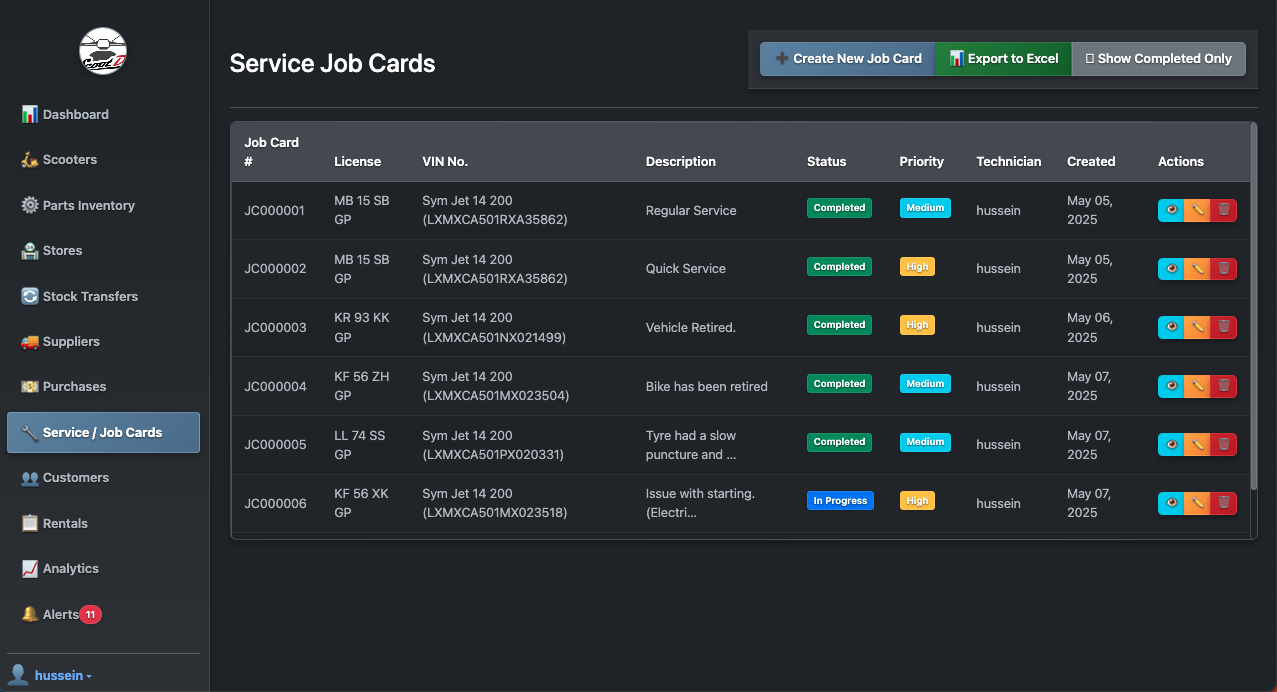 Cool D
Dashboard
Scooters
Parts Inventory
Stores
Stock Transfers
Suppliers
Purchases
Service / Job Cards
Customers
Rentals
Analytics
Alerts 11
hussein
Service Job Cards
Create New Job Card
Export to Excel
Show Completed Only
Job Card
# License VIN No. Description Status Priority Technician Created Actions
JC000001 MB 15 SB Sym Jet 14 200 Regular Service Completed Medium hussein May 05,
GP (LXMXCA501RXA35862) 2025
JC000002 MB 15 SB Sym Jet 14 200 Quick Service Completed High hussein May 05,
GP (LXMXCA501RXA35862) 2025
JC000003 KR 93 KK Sym Jet 14 200 Vehicle Retired. Completed High hussein May 06,
GP (LXMXCA501NX021499) 2025
JC000004 KF 56 ZH Sym Jet 14 200 Bike has been retired Completed Medium hussein May 07,
GP (LXMXCA501MX023504) 2025
JC000005 LL 74 SS Sym Jet 14 200 Tyre had a slow Completed Medium hussein May 07,
GP (LXMXCA501PX020331) puncture and ... 2025
JC000006 KF 56 XK Sym Jet 14 200 Issue with starting. In Progress High hussein May 07,
GP (LXMXCA501MX023518) (Electri... 2025